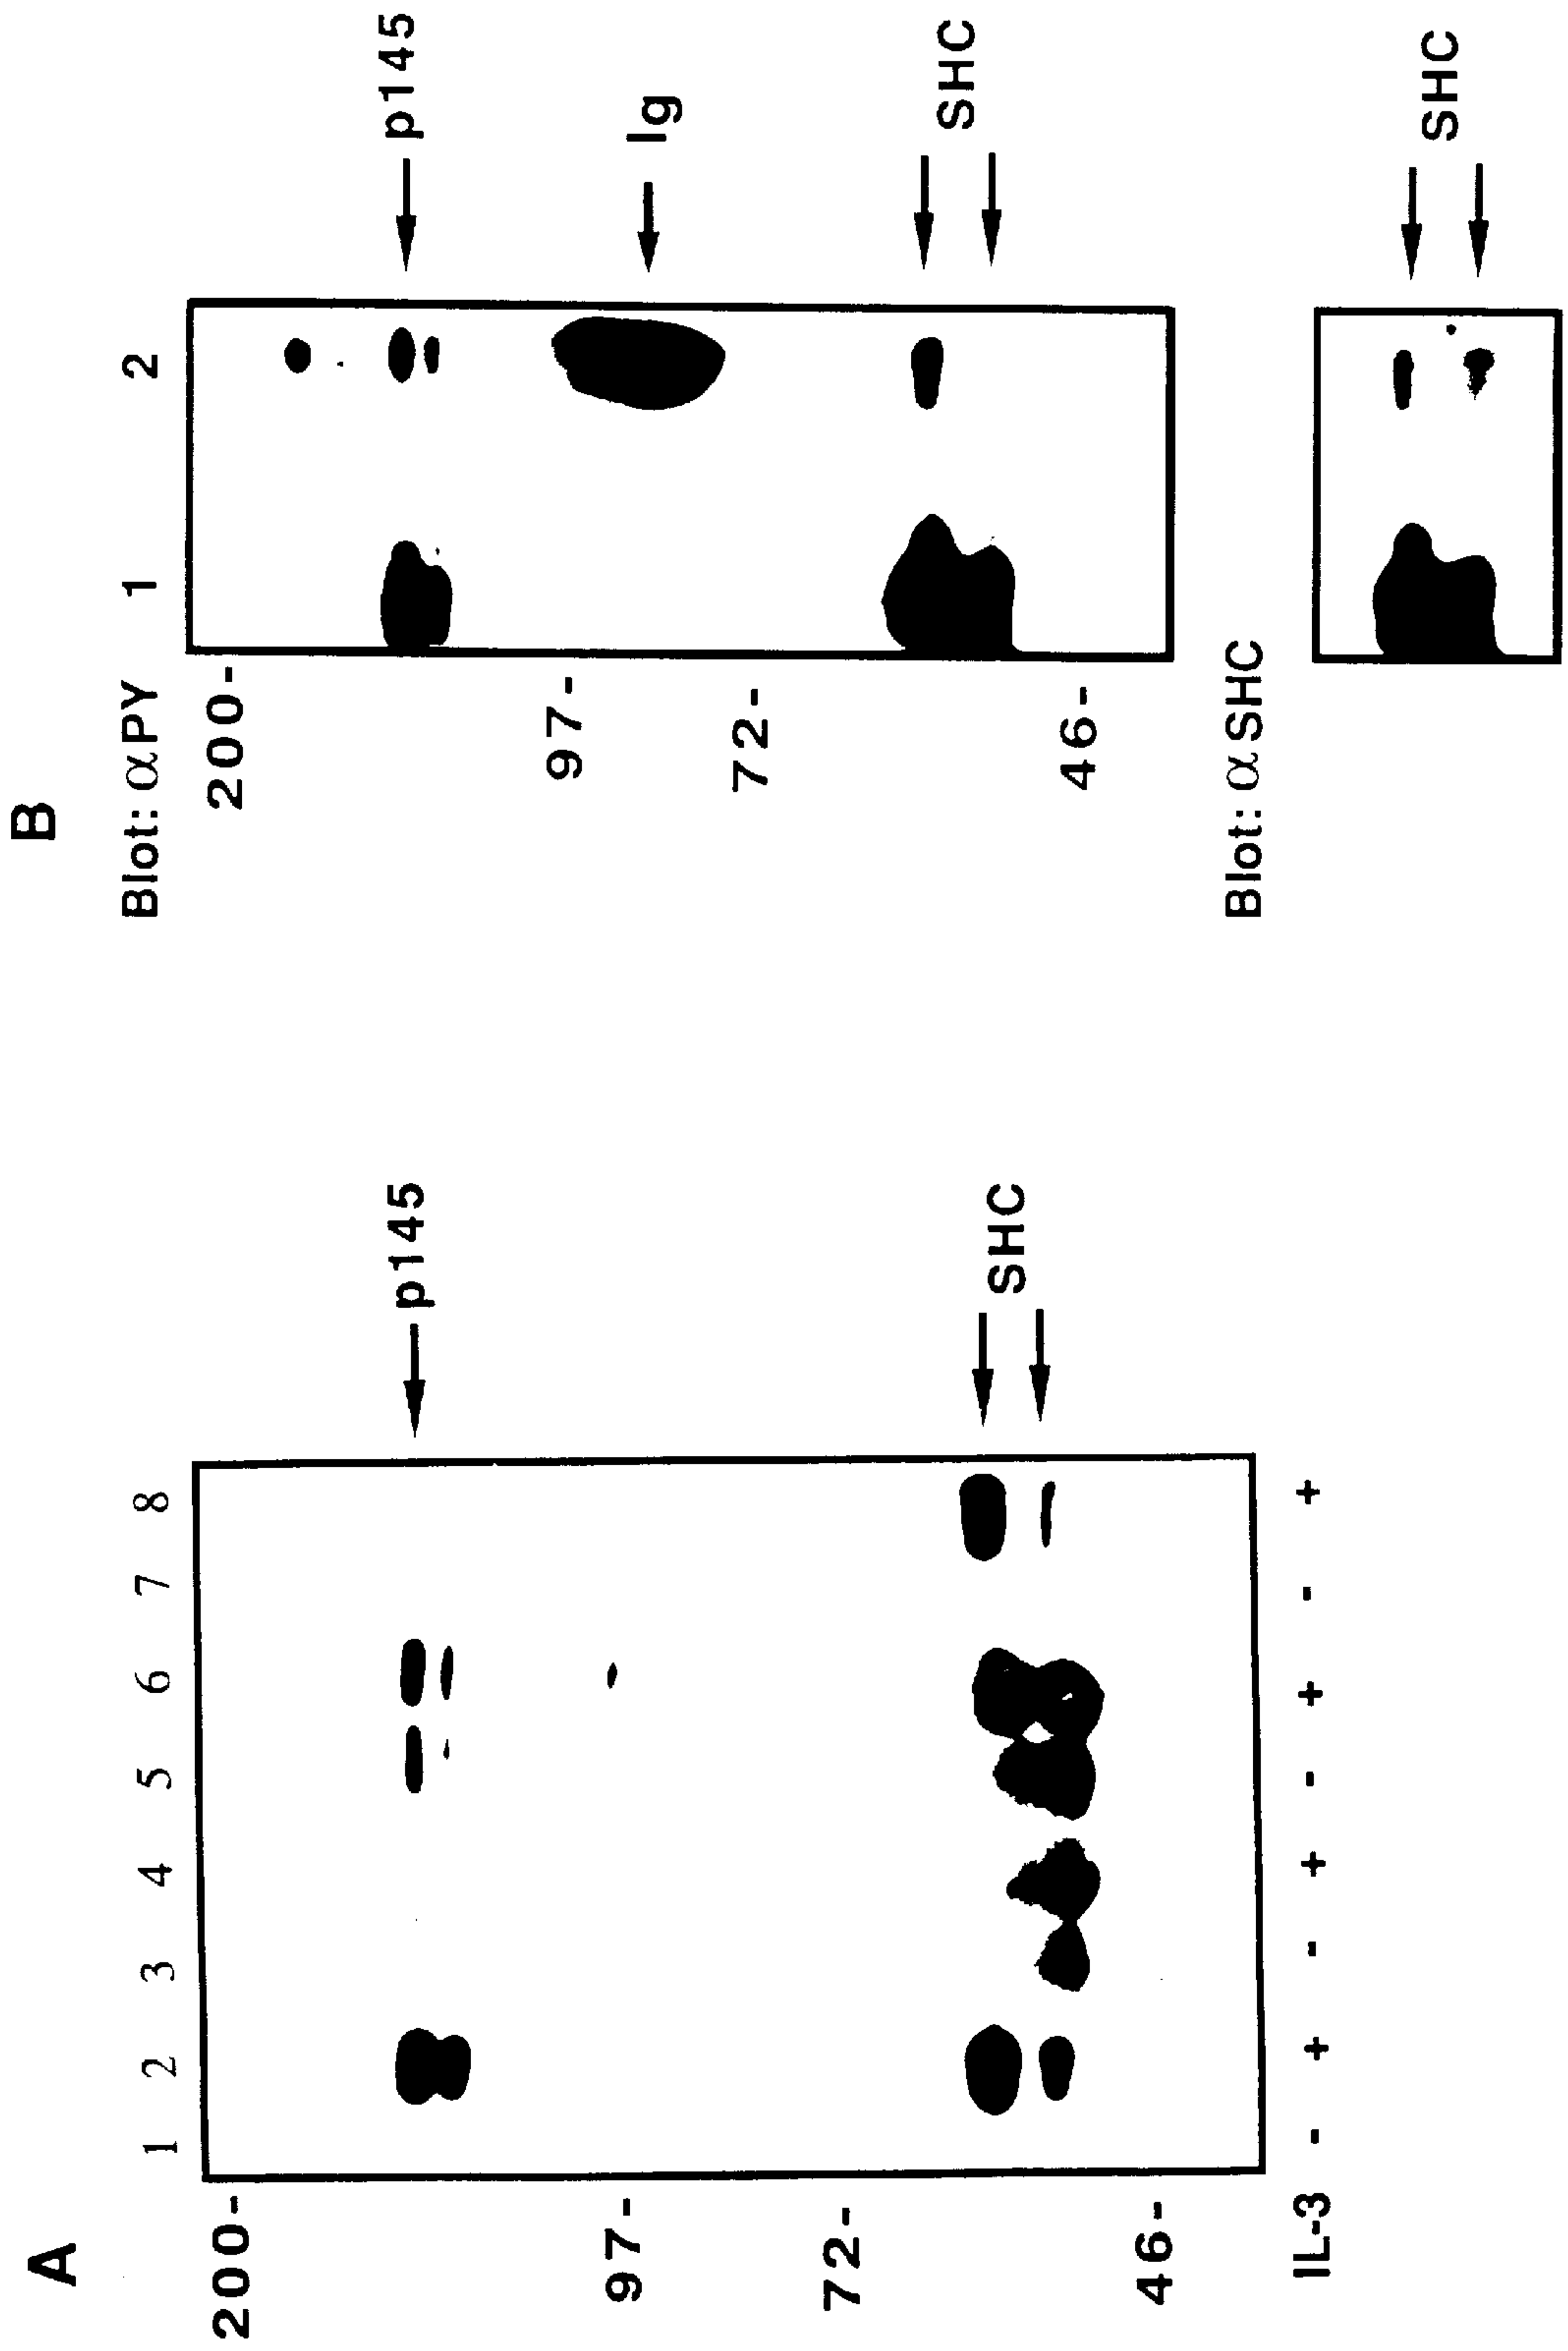 A
1 2 3 4 5 6 7 8
200-
p145
97-
72-
SHC
46-
IL-3 - + - + - + - +
B
Blot: αPY 1 2
200-
p145
97-
Ig
72-
SHC
46-
Blot: αSHC
SHC